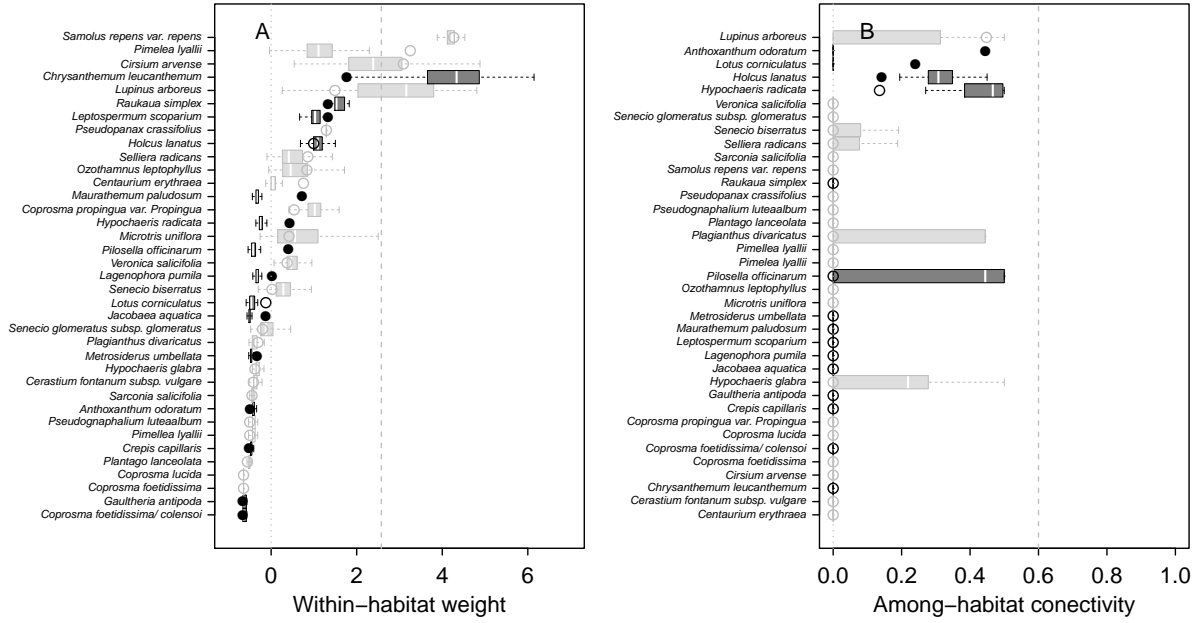 A
Samolus repens var. repens
Pimelea lyallii
Cirsium arvense
Chrysanthemum leucanthemum
Lupinus arboreus
Raukaua simplex
Leptospermum scoparium
Pseudopanax crassifolius
Holcus lanatus
Selliera radicans
Ozothamnus leptophyllus
Centaurium erythraea
Maurathemum paludosum
Coprosma propingua var. Propingua
Hypochaeris radicata
Microtris uniflora
Pilosella officinarum
Veronica salicifolia
Lagenophora pumila
Senecio biserratus
Lotus corniculatus
Jacobaea aquatica
Senecio glomeratus subsp. glomeratus
Plagianthus divaricatus
Metrosiderus umbellata
Hypochaeris glabra
Cerastium fontanum subsp. vulgare
Sarconia salicifolia
Anthoxanthum odoratum
Pseudognaphalium luteaalbum
Pimellea lyallii
Crepis capillaris
Plantago lanceolata
Coprosma lucida
Coprosma foetidissima
Gaultheria antipoda
Coprosma foetidissima/ colensoi
0 2 4 6
Within−habitat weight
B
Lupinus arboreus
Anthoxanthum odoratum
Lotus corniculatus
Holcus lanatus
Hypochaeris radicata
Veronica salicifolia
Senecio glomeratus subsp. glomeratus
Senecio biserratus
Selliera radicans
Sarconia salicifolia
Samolus repens var. repens
Raukaua simplex
Pseudopanax crassifolius
Pseudognaphalium luteaalbum
Plantago lanceolata
Plagianthus divaricatus
Pimellea lyallii
Pimelea lyallii
Pilosella officinarum
Ozothamnus leptophyllus
Microtris uniflora
Metrosiderus umbellata
Maurathemum paludosum
Leptospermum scoparium
Lagenophora pumila
Jacobaea aquatica
Hypochaeris glabra
Gaultheria antipoda
Crepis capillaris
Coprosma propingua var. Propingua
Coprosma lucida
Coprosma foetidissima/ colensoi
Coprosma foetidissima
Cirsium arvense
Chrysanthemum leucanthemum
Cerastium fontanum subsp. vulgare
Centaurium erythraea
0.0 0.2 0.4 0.6 0.8 1.0
Among−habitat conectivity